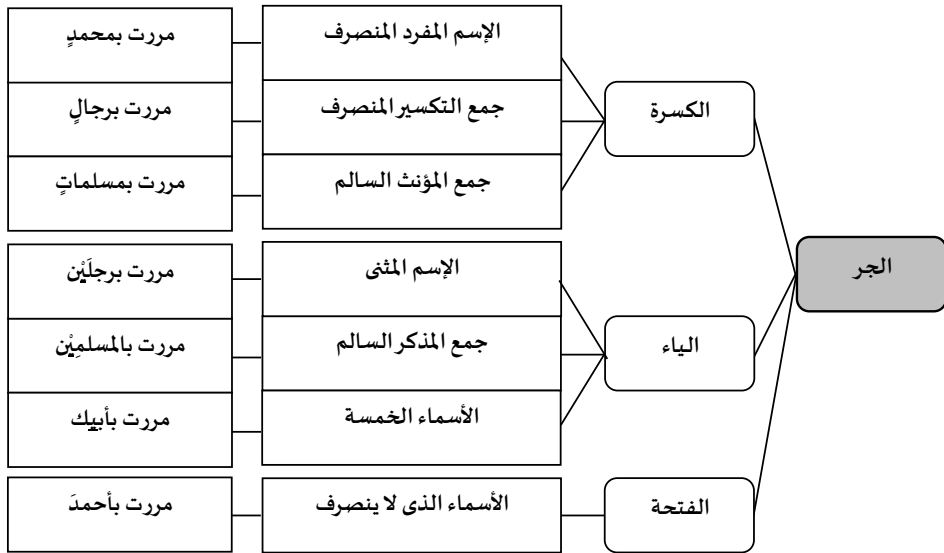 الجر
الكسرة
الإسم المفرد المنصرف
مررت بمحمدٍ
جمع التكسير المنصرف
مررت برجالٍ
جمع المؤنث السالم
مررت بمسلماتٍ
الياء
الإسم المثنى
مررت برجلَيْن
جمع المذكر السالم
مررت بالمسلمِيْن
الأسماء الخمسة
مررت بأبيك
الفتحة
الأسماء الذى لا ينصرف
مررت بأحمدَ